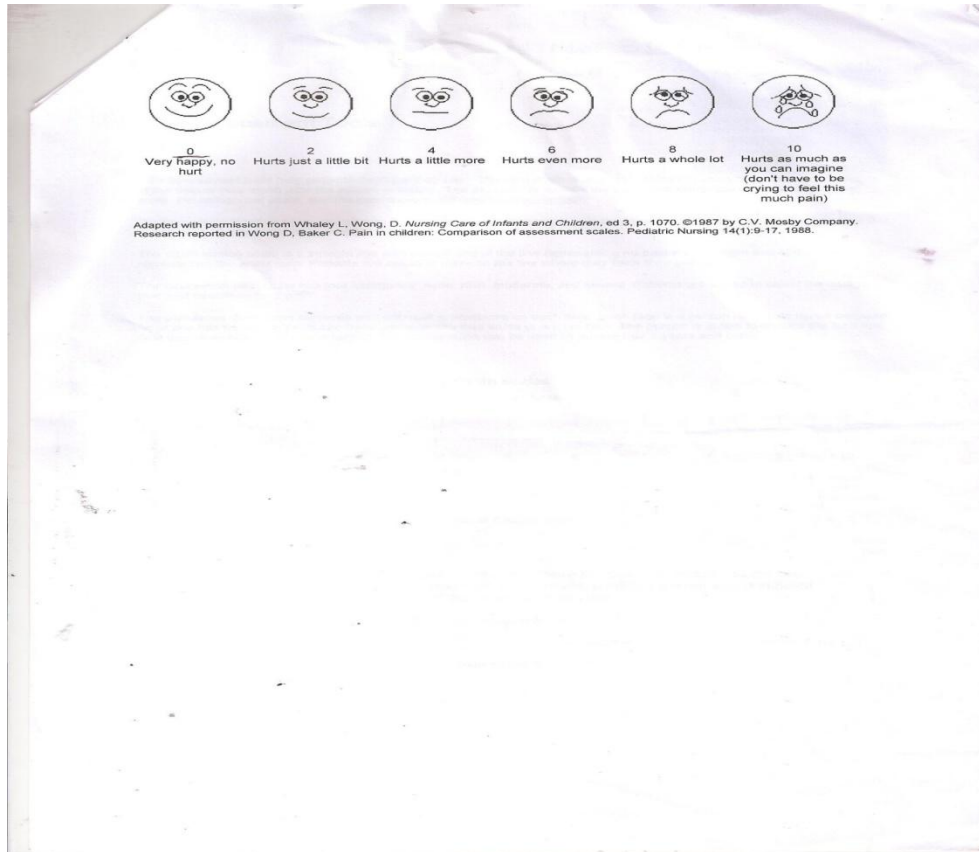 0 2 4 6 8 10
Very happy, no hurt
Hurts just a little bit
Hurts a little more
Hurts even more
Hurts a whole lot
Hurts as much as
you can imagine
(don't have to be
crying to feel this
much pain)
Adapted with permission from Whaley L, Wong, D. Nursing Care of Infants and Children, ed 3, p. 1070. ©1987 by C.V. Mosby Company.
Research reported in Wong D, Baker C. Pain in children: Comparison of assessment scales. Pediatric Nursing 14(1):9-17, 1988.